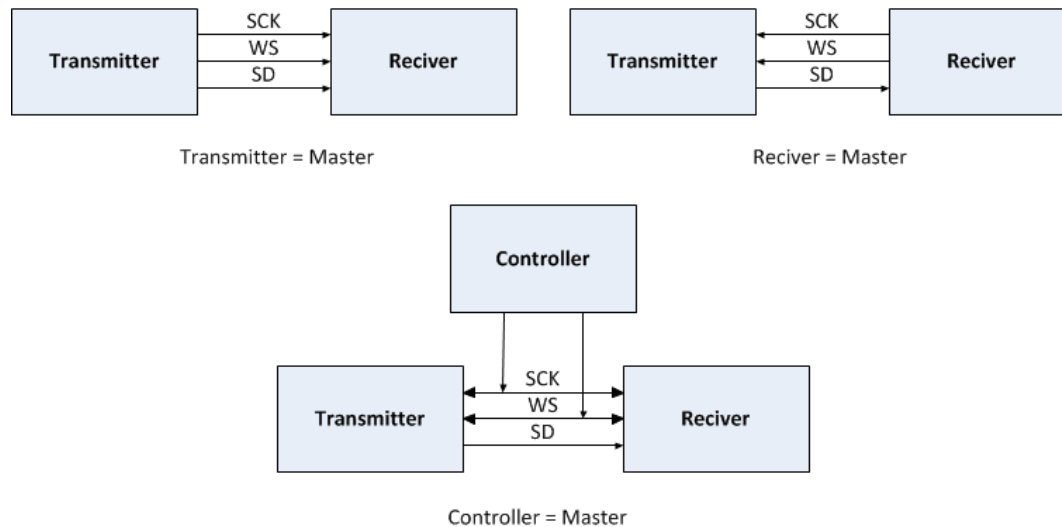 SCK
WS
SD
Transmitter
Reciver
Transmitter = Master
SCK
WS
SD
Transmitter
Reciver
Reciver = Master
Controller
SCK
WS
SD
Transmitter
Reciver
Controller = Master